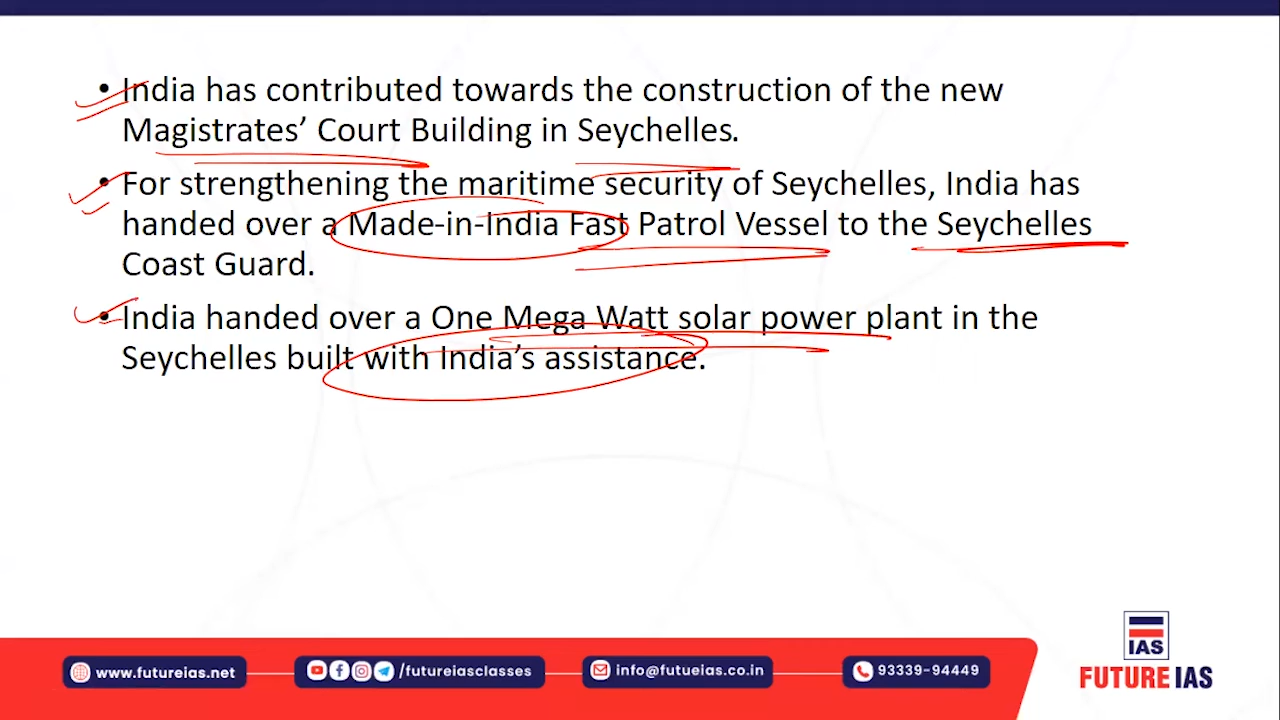 • India has contributed towards the construction of the new
Magistrates’ Court Building in Seychelles.
• For strengthening the maritime security of Seychelles, India has
handed over a Made-in-India Fast Patrol Vessel to the Seychelles
Coast Guard.
• India handed over a One Mega Watt solar power plant in the
Seychelles built with India’s assistance.
IAS
FUTURE IAS
www.futureias.net
/futureiasclasses
info@futueias.co.in
93339-94449